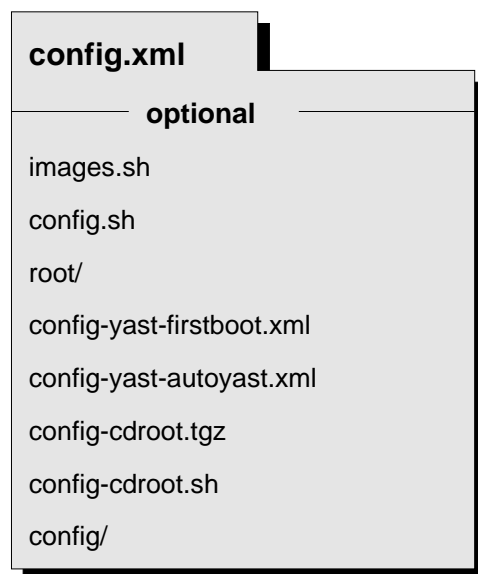 config.xml
optional
images.sh
config.sh
root/
config-yast-firstboot.xml
config-yast-autoyast.xml
config-cdroot.tgz
config-cdroot.sh
config/